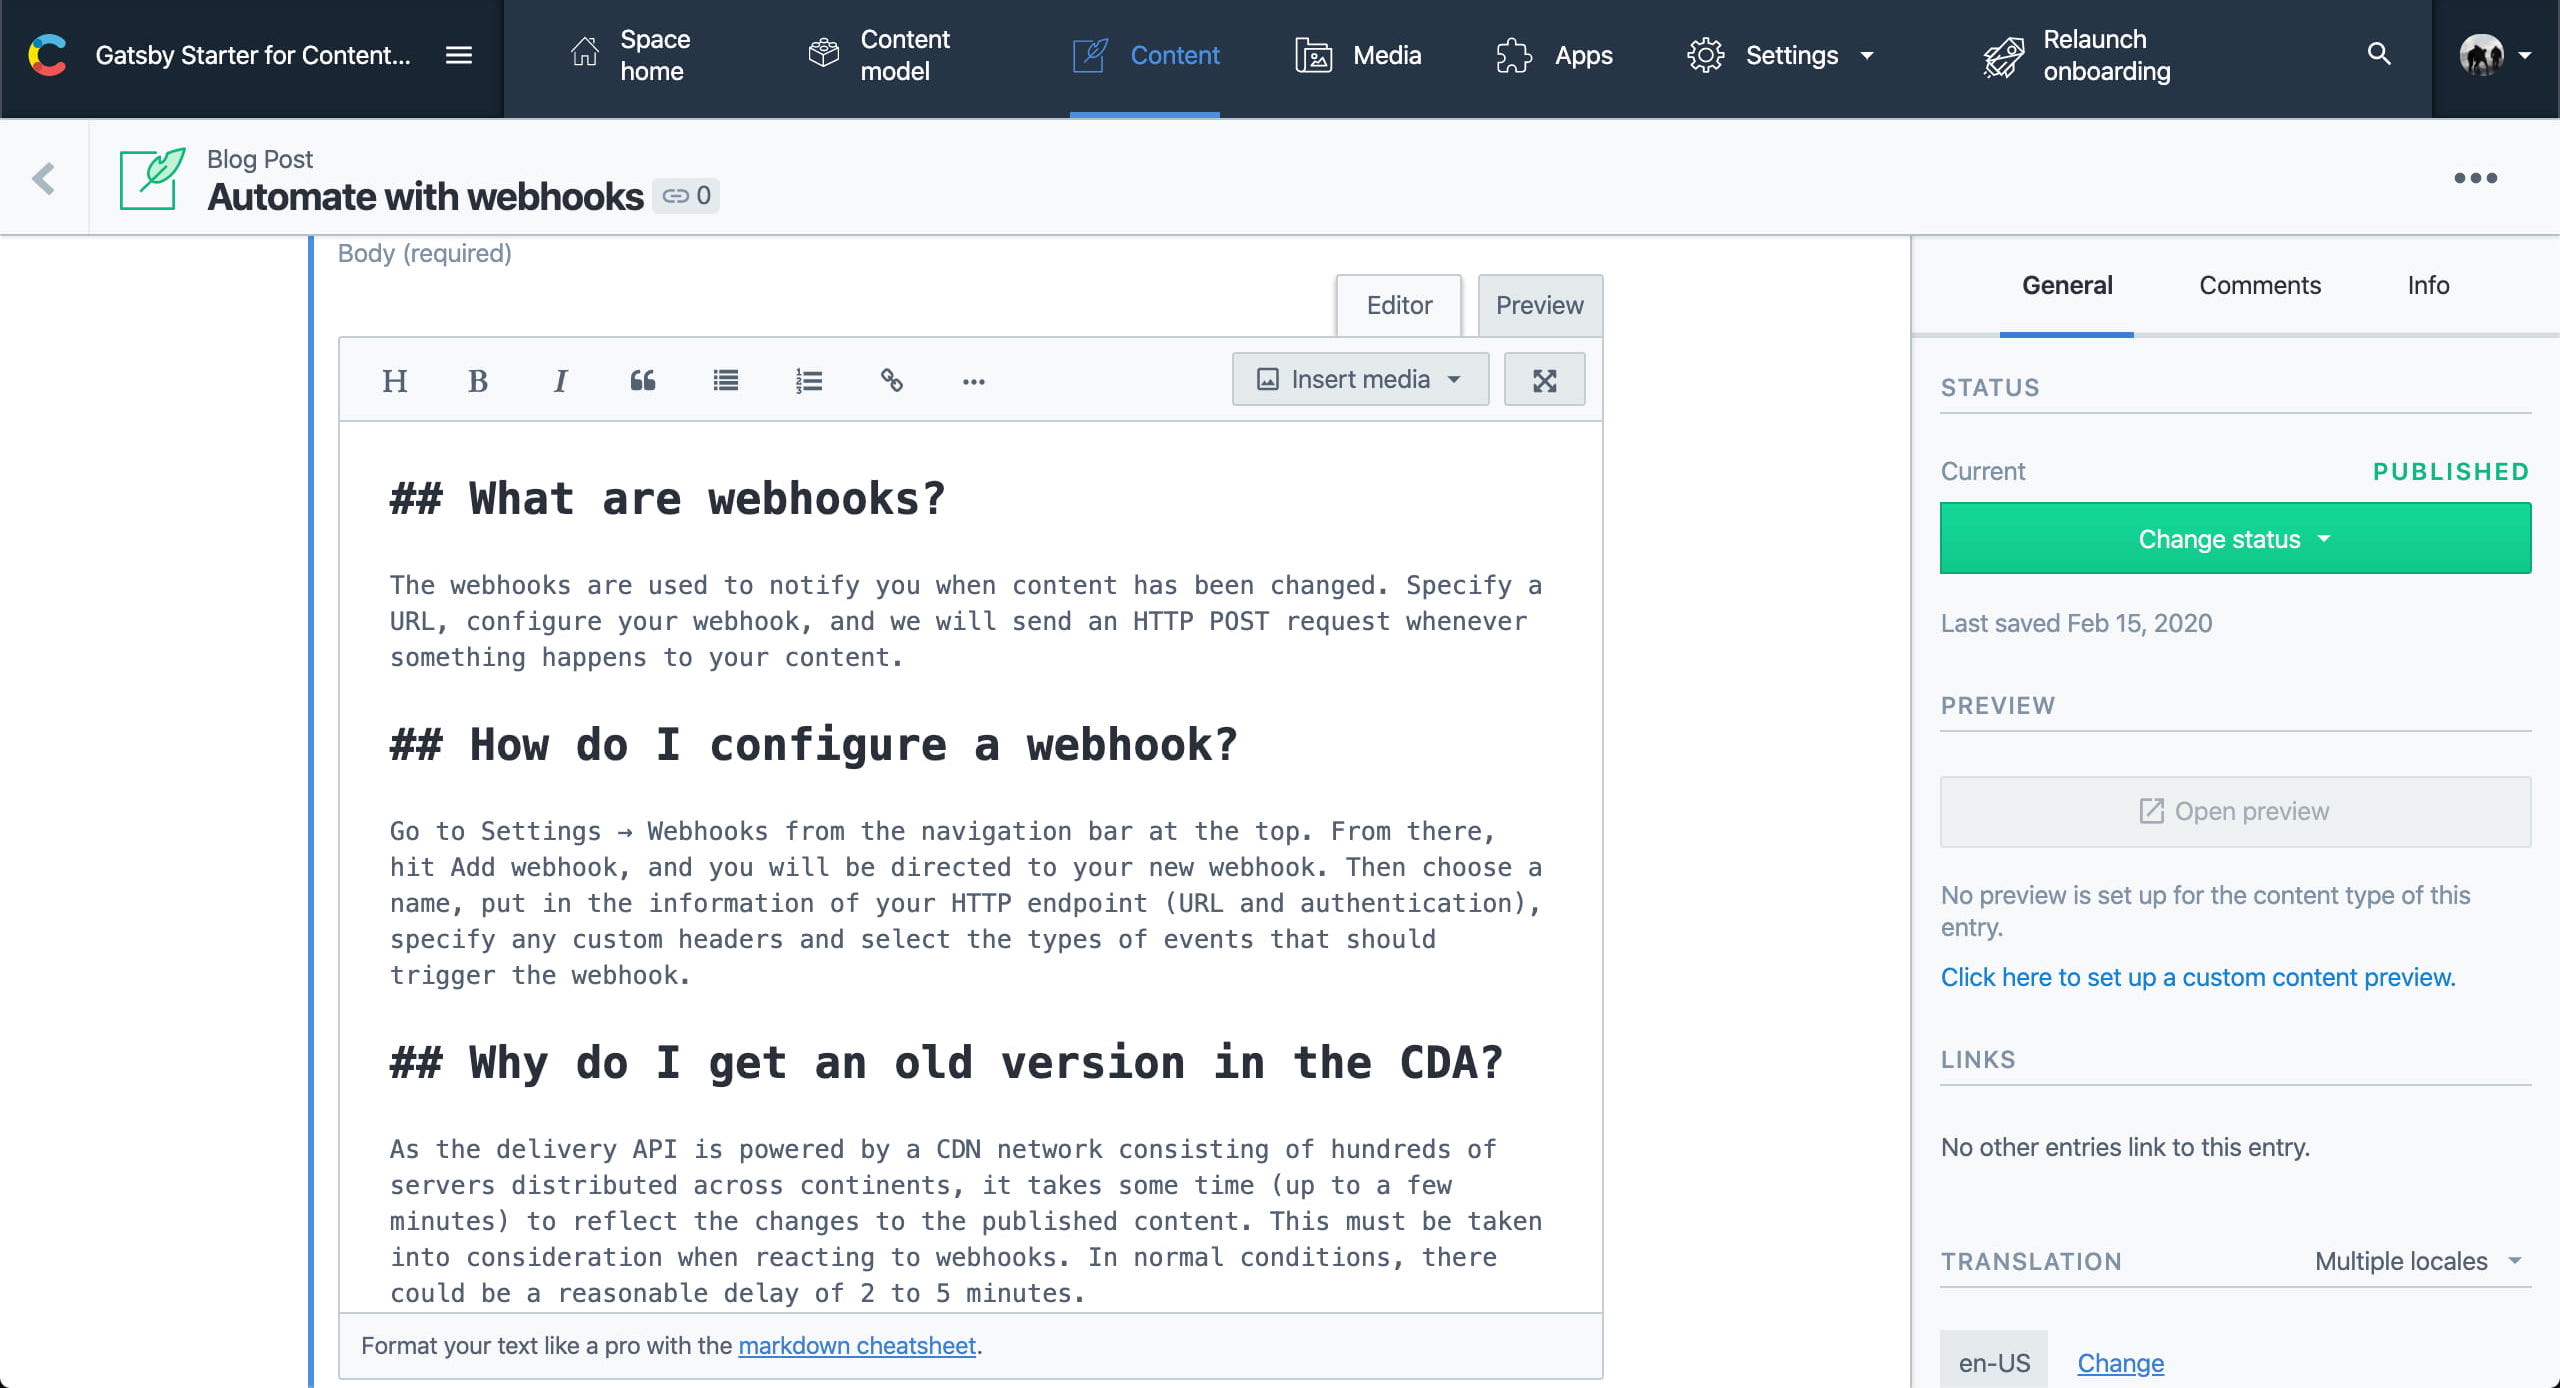 Gatsby Starter for Content...
Space
home
Content
model
Content
Media
Apps
Settings
Relaunch
onboarding
Blog Post
Automate with webhooks
0
Body (required)
Editor
Preview
H B I
Insert media
## What are webhooks?
The webhooks are used to notify you when content has been changed. Specify a
URL, configure your webhook, and we will send an HTTP POST request whenever
something happens to your content.
## How do I configure a webhook?
Go to Settings → Webhooks from the navigation bar at the top. From there,
hit Add webhook, and you will be directed to your new webhook. Then choose a
name, put in the information of your HTTP endpoint (URL and authentication),
specify any custom headers and select the types of events that should
trigger the webhook.
## Why do I get an old version in the CDA?
As the delivery API is powered by a CDN network consisting of hundreds of
servers distributed across continents, it takes some time (up to a few
minutes) to reflect the changes to the published content. This must be taken
into consideration when reacting to webhooks. In normal conditions, there
could be a reasonable delay of 2 to 5 minutes.
Format your text like a pro with the markdown cheatsheet.
General
Comments
Info
STATUS
Current
PUBLISHED
Change status
Last saved Feb 15, 2020
PREVIEW
Open preview
No preview is set up for the content type of this
entry.
Click here to set up a custom content preview.
LINKS
No other entries link to this entry.
TRANSLATION
Multiple locales
en-US
Change